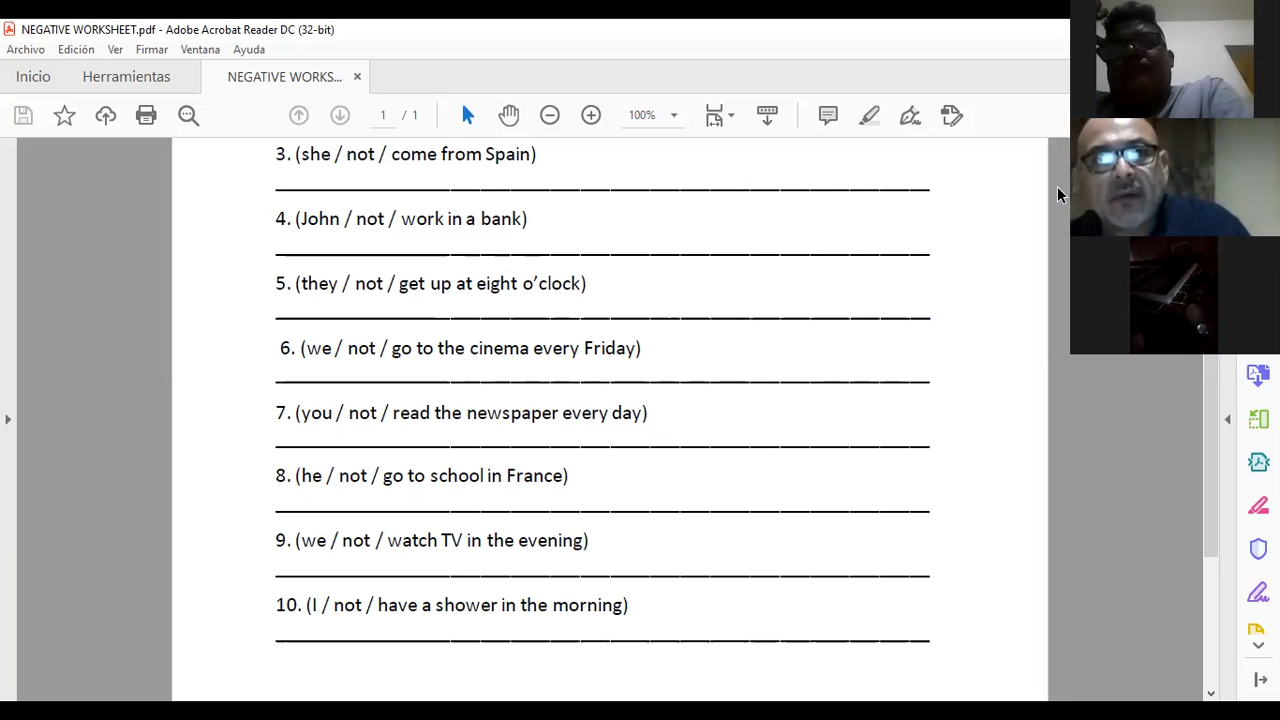 NEGATIVE WORKSHEET.pdf - Adobe Acrobat Reader DC (32-bit)
Archivo Edición Ver Firmar Ventana Ayuda
Inicio Herramientas NEGATIVE WORKS... ×
1 / 1 100%
3. (she / not / come from Spain)
4. (John / not / work in a bank)
5. (they / not / get up at eight o’clock)
6. (we / not / go to the cinema every Friday)
7. (you / not / read the newspaper every day)
8. (he / not / go to school in France)
9. (we / not / watch TV in the evening)
10. (I / not / have a shower in the morning)